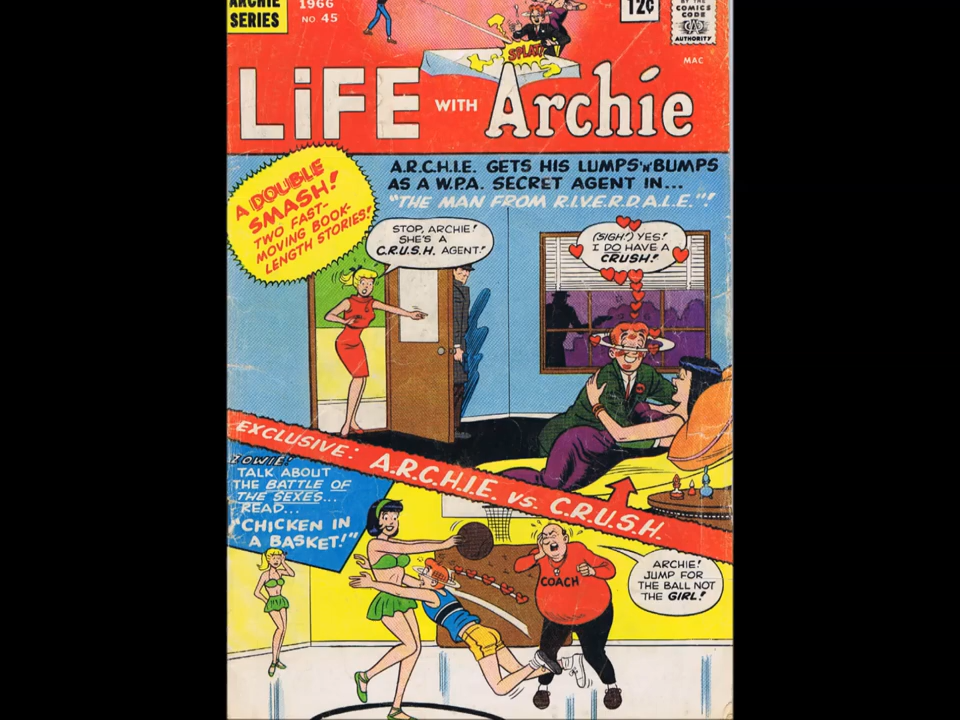 ARCHIE
SERIES
1966
NO. 45
12¢
BY THE
COMICS
CODE
AUTHORITY
MAC
SPLAT!
LiFE WITH Archie
A DOUBLE
SMASH!
TWO FAST-
MOVING BOOK-
LENGTH STORIES!
A.R.C.H.I.E. GETS HIS LUMPS'N'BUMPS
AS A W.P.A. SECRET AGENT IN...
"THE MAN FROM R.I.V.E.R.D.A.L.E."!
STOP, ARCHIE!
SHE'S A
C.R.U.S.H. AGENT!
(SIGH!) YES!
I DO HAVE A
CRUSH!
EXCLUSIVE: A.R.C.H.I.E. vs. C.R.U.S.H.
ZOWIE!
TALK ABOUT
THE BATTLE OF
THE SEXES...
READ...
"CHICKEN IN
A BASKET!"
COACH
ARCHIE!
JUMP FOR
THE BALL NOT
THE GIRL!